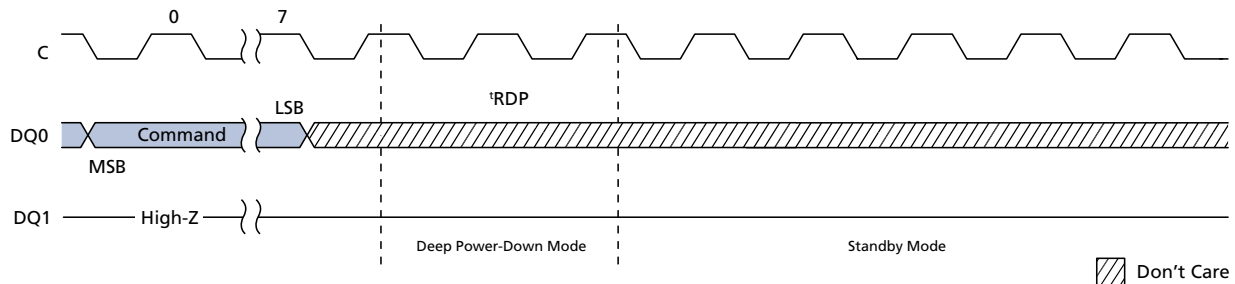 0 7
C
tRDP
LSB
DQ0 Command
MSB
DQ1 High-Z
Deep Power-Down Mode Standby Mode
Don't Care